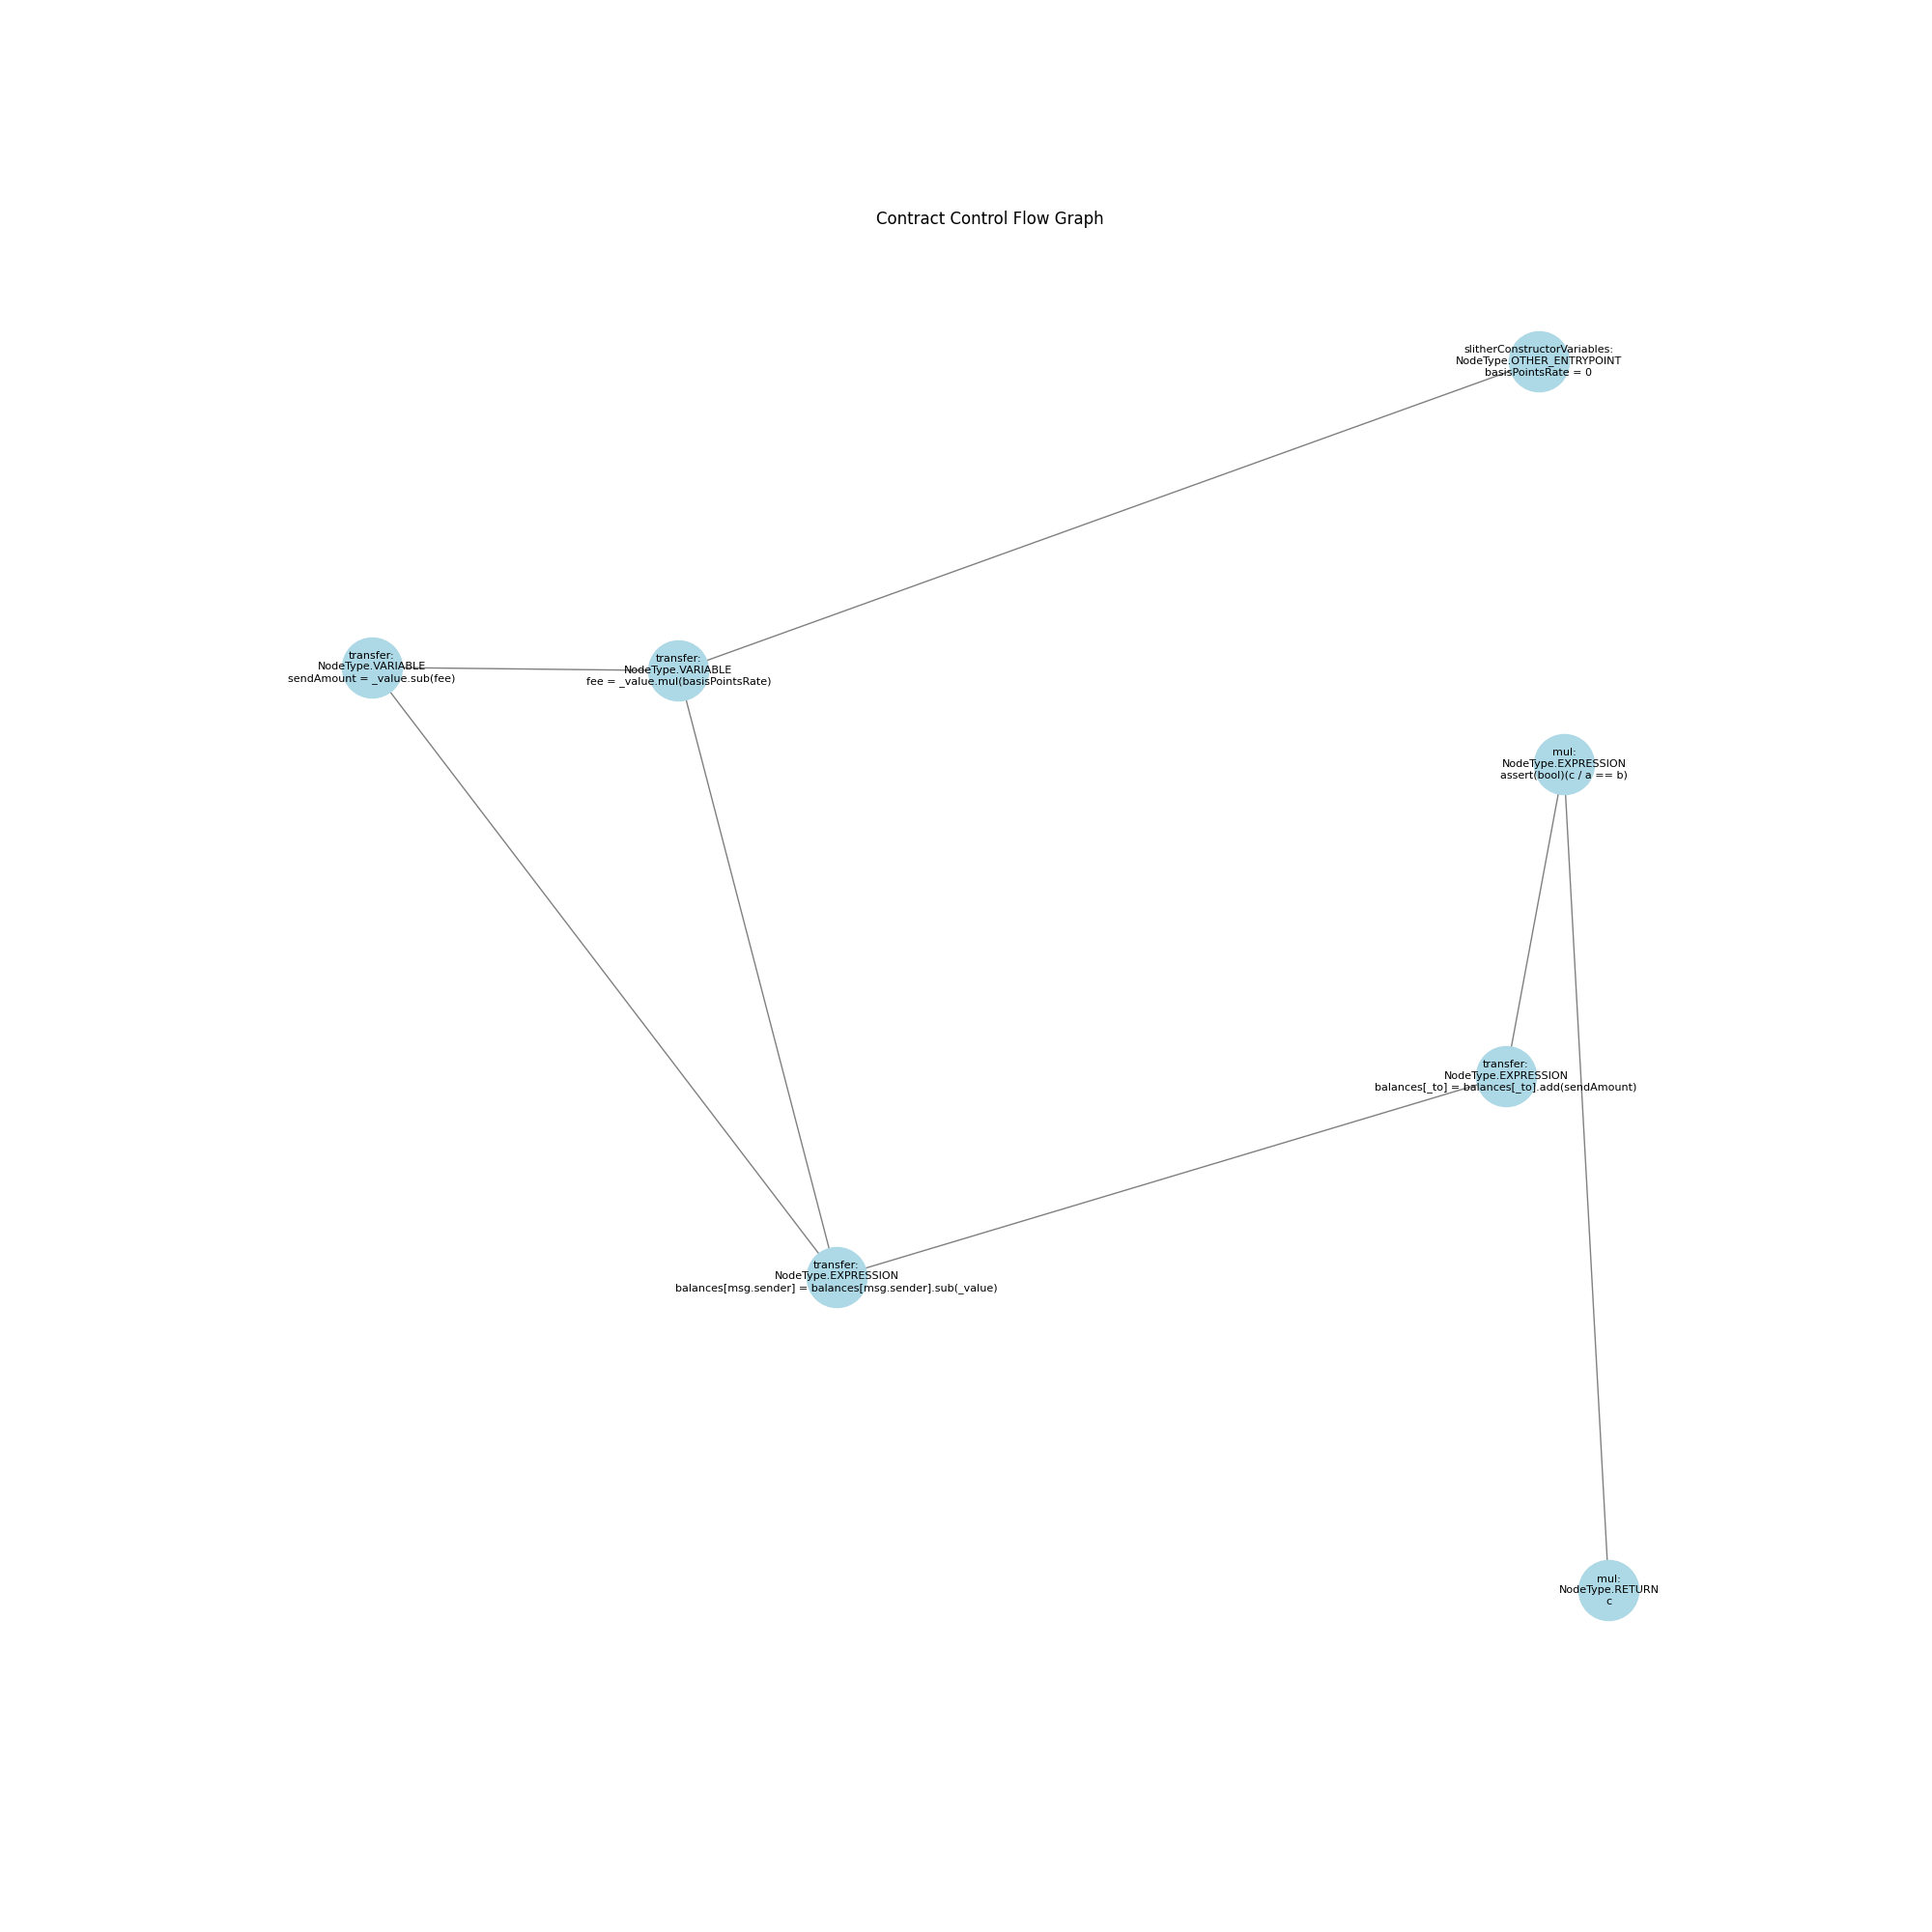 Contract Control Flow Graph
slitherConstructorVariables:
NodeType.OTHER_ENTRYPOINT
basisPointsRate = 0
transfer:
NodeType.VARIABLE
sendAmount = _value.sub(fee)
transfer:
NodeType.VARIABLE
fee = _value.mul(basisPointsRate)
mul:
NodeType.EXPRESSION
assert(bool)(c / a == b)
transfer:
NodeType.EXPRESSION
balances[_to] = balances[_to].add(sendAmount)
transfer:
NodeType.EXPRESSION
balances[msg.sender] = balances[msg.sender].sub(_value)
mul:
NodeType.RETURN
c